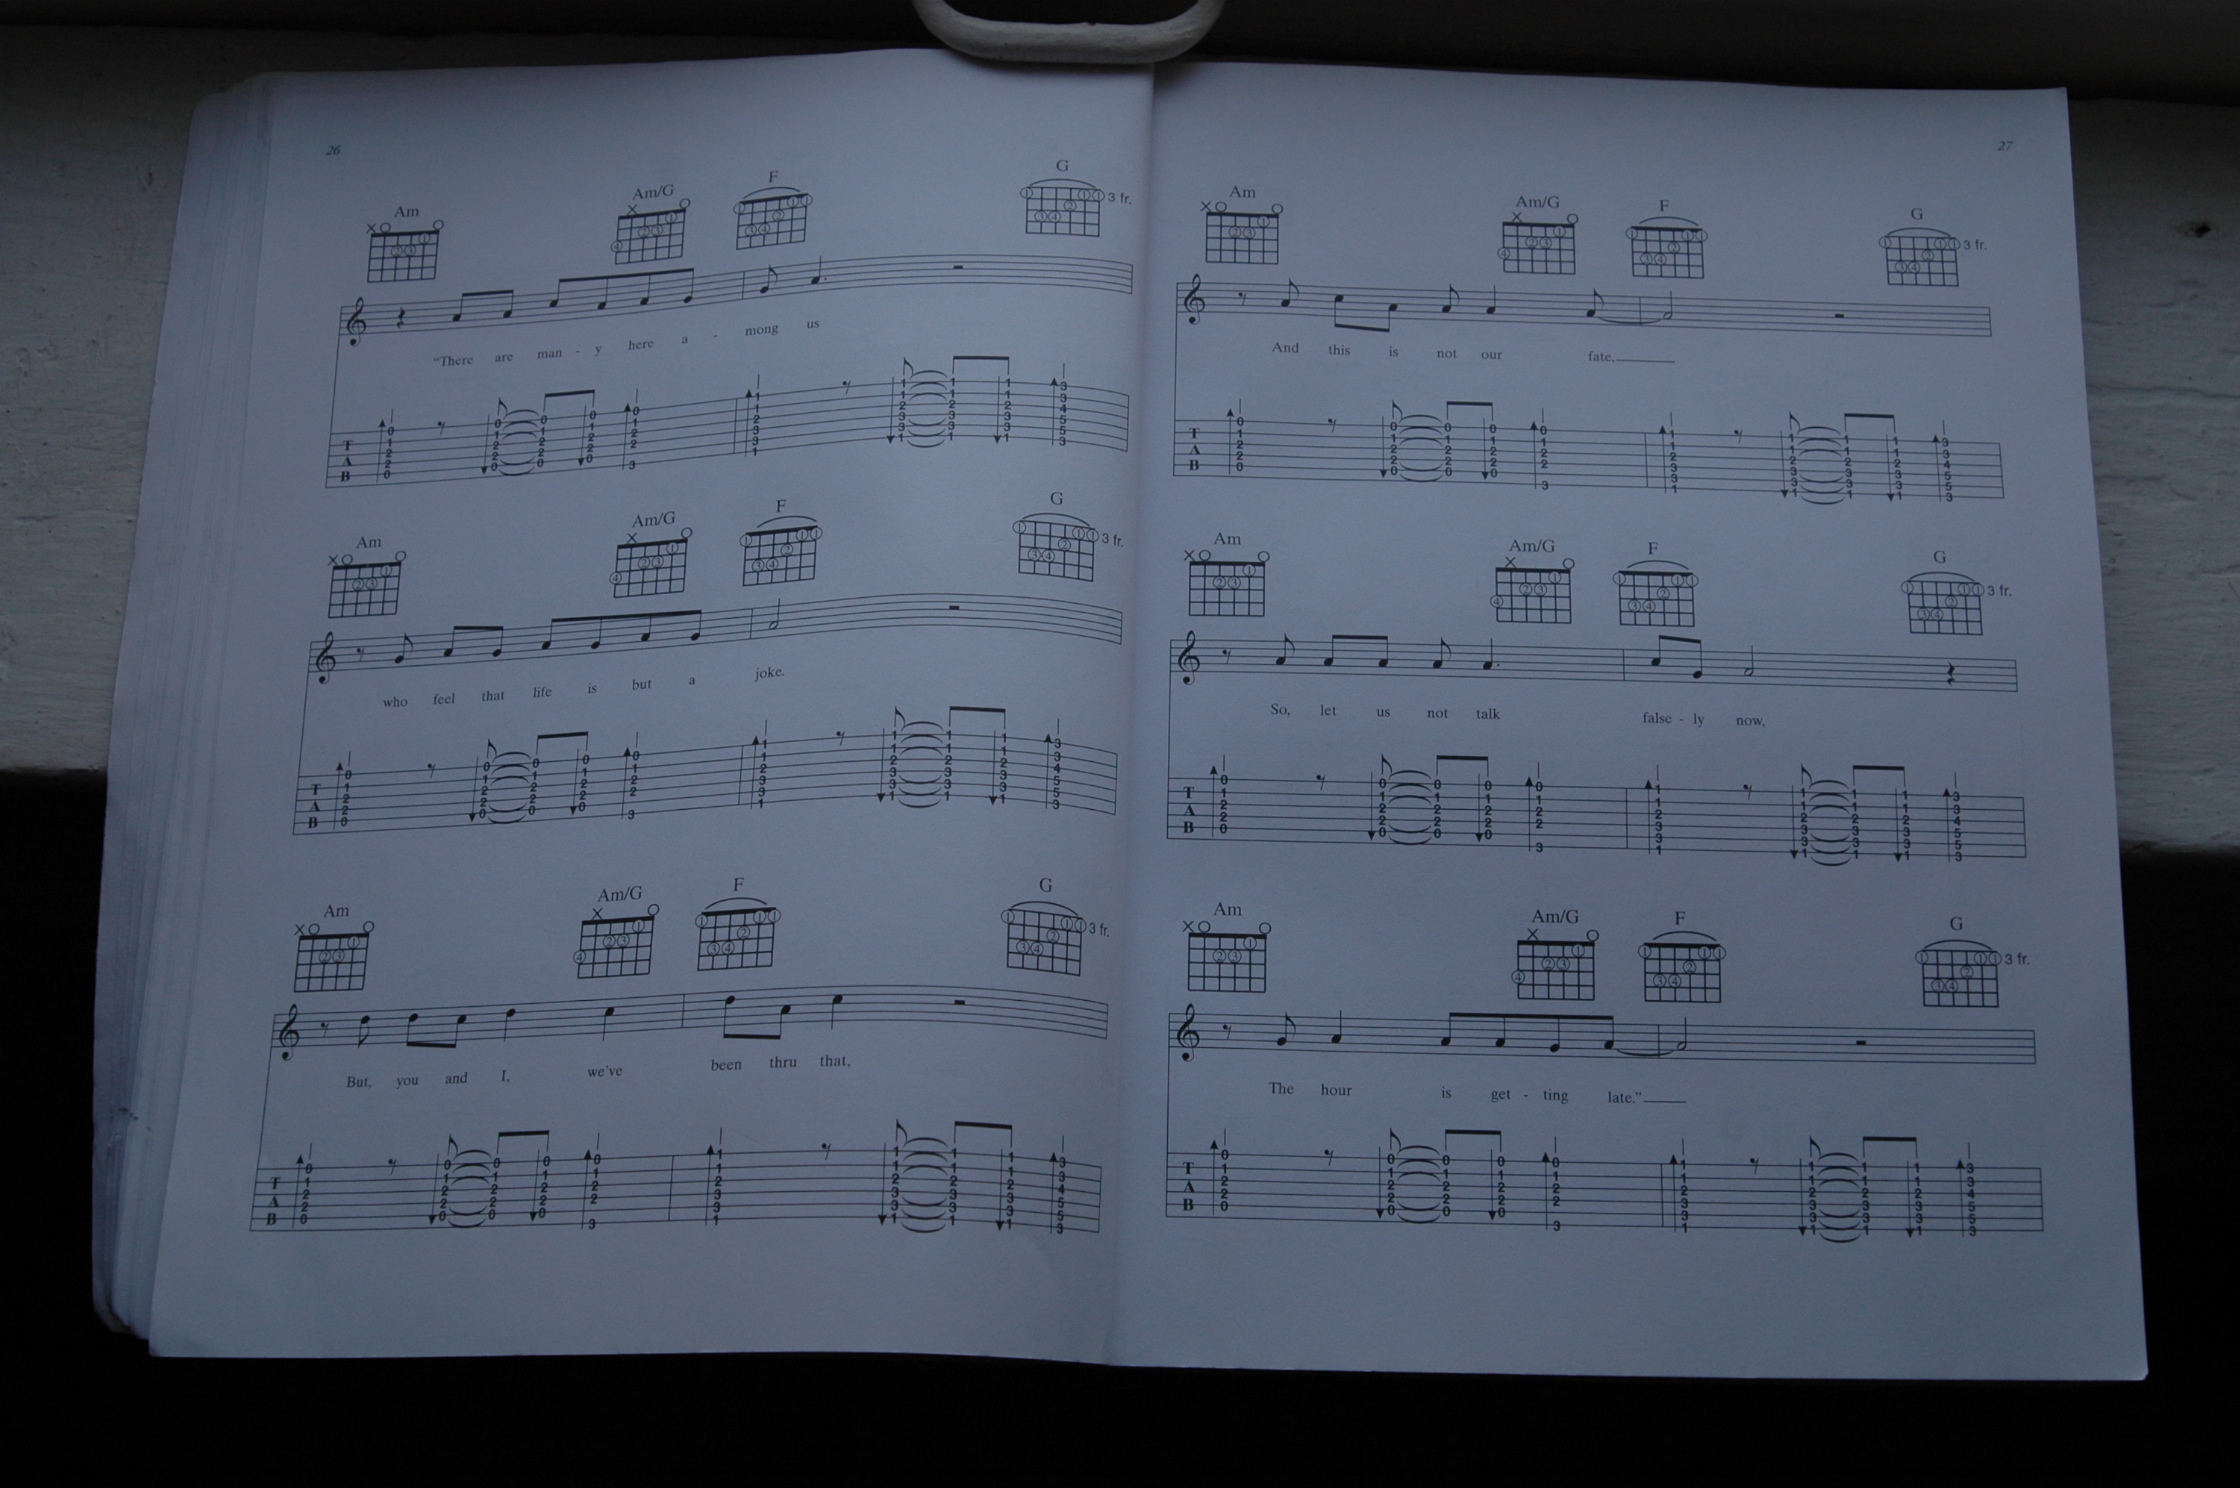 26
Am Am/G F G
3 fr.
"There are man - y here a - mong us
T
A
B
Am Am/G F G
3 fr.
who feel that life is but a joke.
T
A
B
Am Am/G F G
3 fr.
But, you and I, we've been thru that,
T
A
B
27
Am Am/G F G
3 fr.
And this is not our fate,
T
A
B
Am Am/G F G
3 fr.
So, let us not talk false - ly now,
T
A
B
Am Am/G F G
3 fr.
The hour is get - ting late."
T
A
B